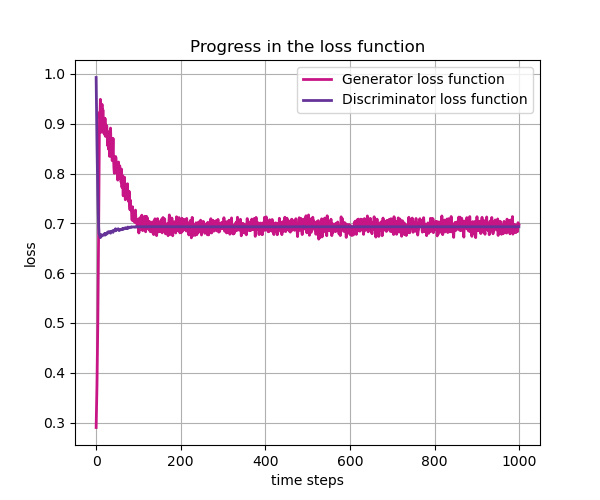 Progress in the loss function
Generator loss function
Discriminator loss function
1.0
0.9
0.8
0.7
0.6
0.5
0.4
0.3
loss
0 200 400 600 800 1000
time steps